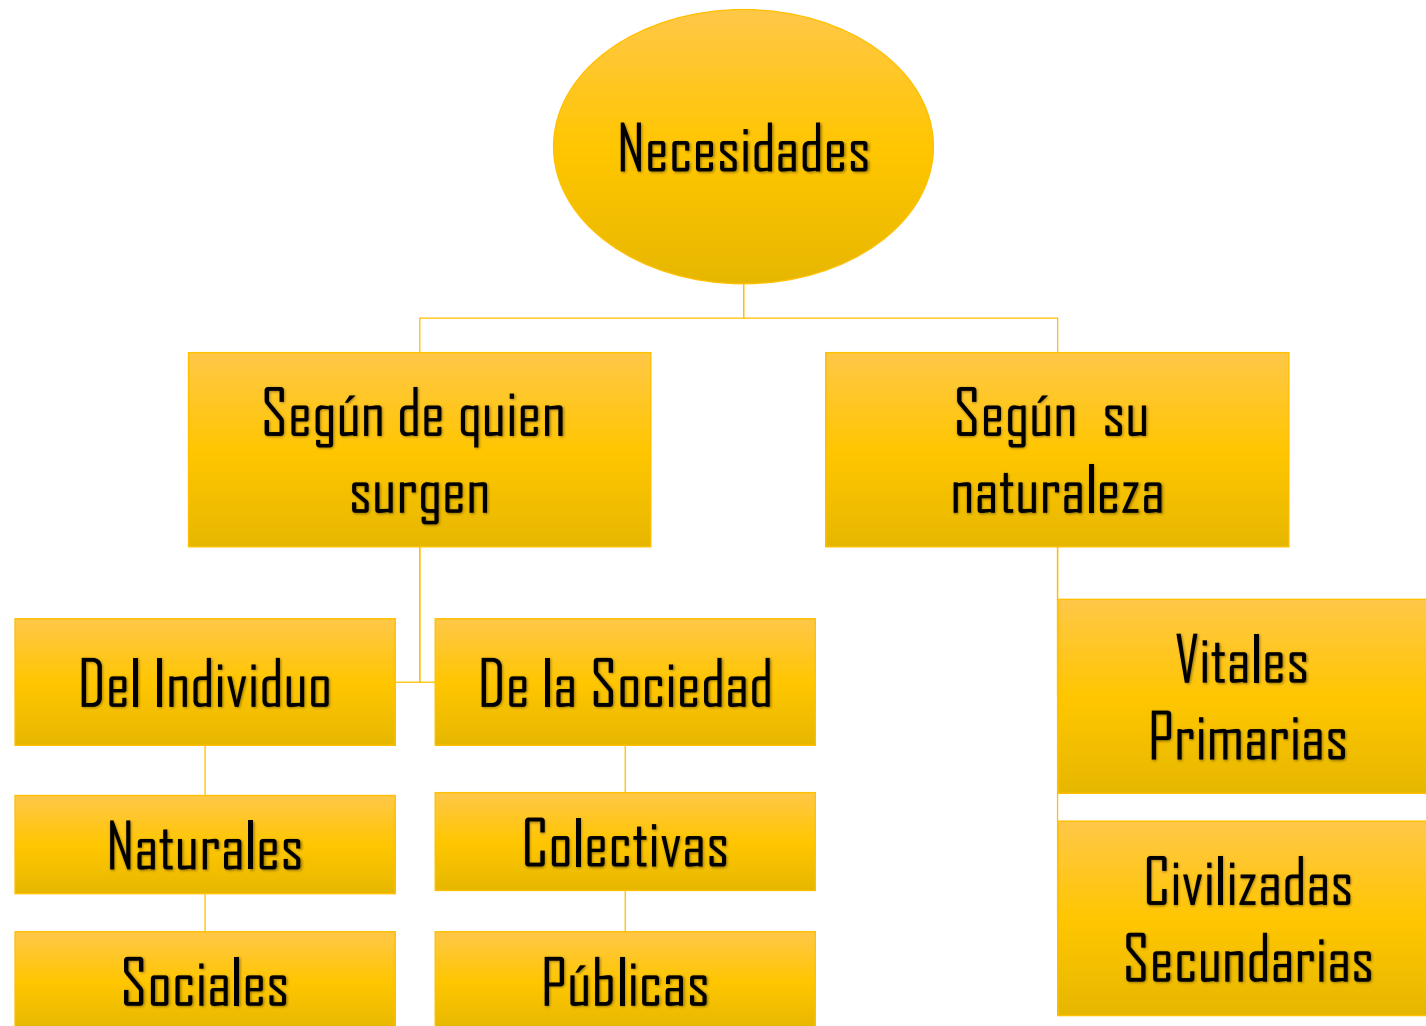 Necesidades
Según de quien
surgen
Según  su
naturaleza
Del Individuo
De la Sociedad
Vitales
Primarias
Naturales
Colectivas
Civilizadas
Secundarias
Sociales
Públicas